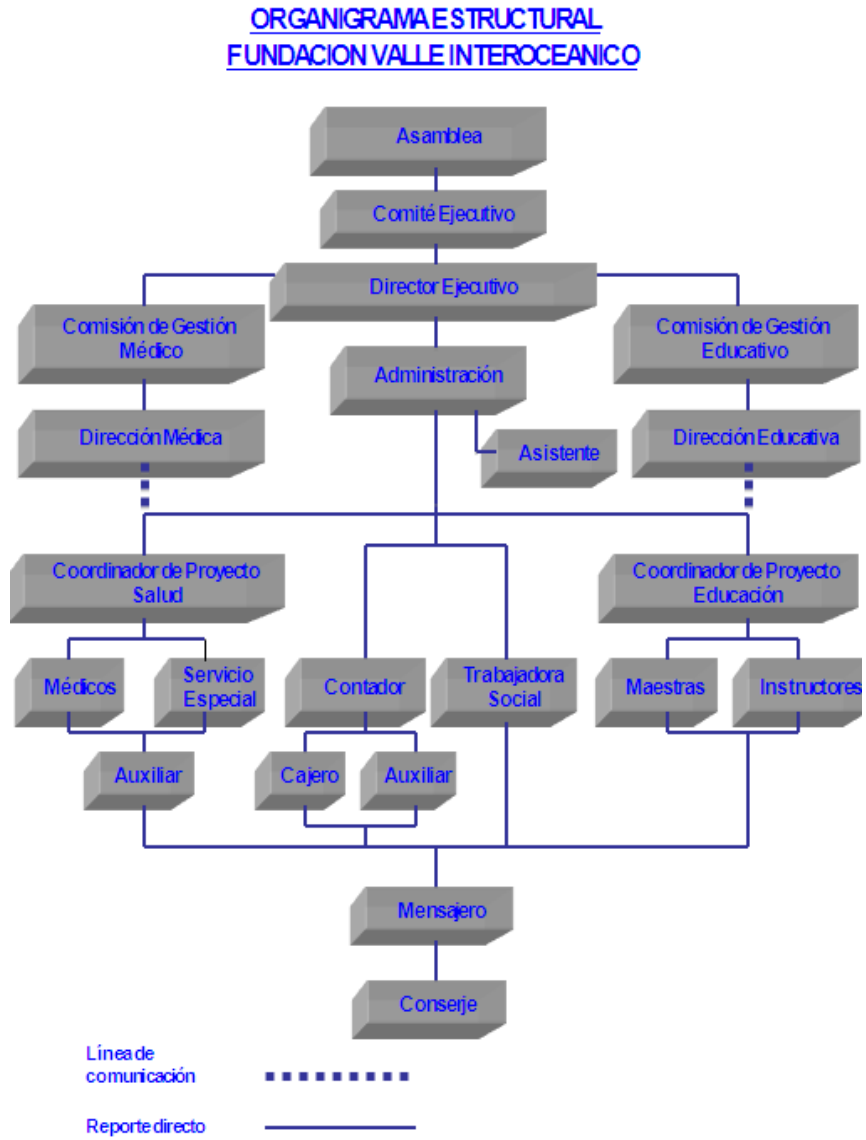 ORGANIGRAMA ESTRUCTURAL
FUNDACION VALLE INTEROCEANICO
Asamblea
Comité Ejecutivo
Director Ejecutivo
Comisión de Gestión
Médico
Comisión de Gestión
Educativo
Administración
Dirección Médica
Asistente
Dirección Educativa
Coordinador de Proyecto
Salud
Coordinador de Proyecto
Educación
Médicos
Servicio
Especial
Contador
Trabajadora
Social
Maestras
Instructores
Auxiliar
Cajero
Auxiliar
Mensajero
Conserje
Línea de
comunicación
Reporte directo